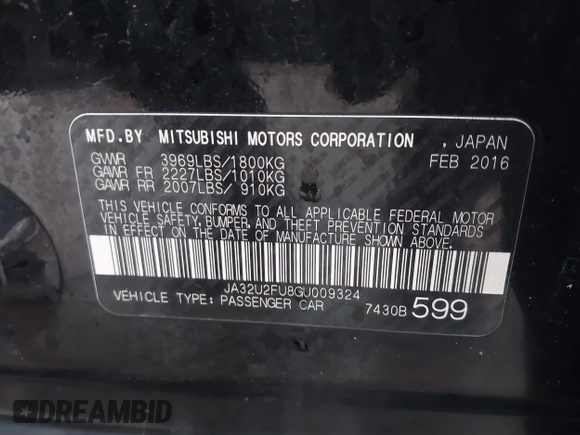 MFD.BY MITSUBISHI MOTORS CORPORATION , JAPAN
GVWR 3969LBS/1800KG FEB 2016
GAWR FR 2227LBS/1010KG
GAWR RR 2007LBS/ 910KG
THIS VEHICLE CONFORMS TO ALL APPLICABLE FEDERAL MOTOR
VEHICLE SAFETY, BUMPER, AND THEFT PREVENTION STANDARDS
IN EFFECT ON THE DATE OF MANUFACTURE SHOWN ABOVE.
JA32U2FU8GU009324
VEHICLE TYPE: PASSENGER CAR 7430B 599
DREAMBID